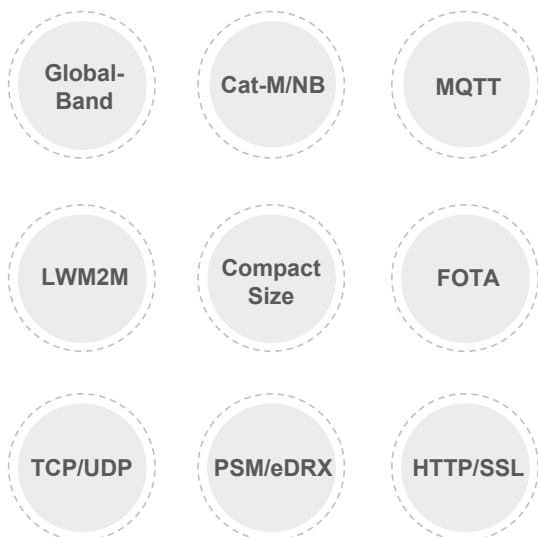 Global-
Band
Cat-M/NB
MQTT
LWM2M
Compact
Size
FOTA
TCP/UDP
PSM/eDRX
HTTP/SSL